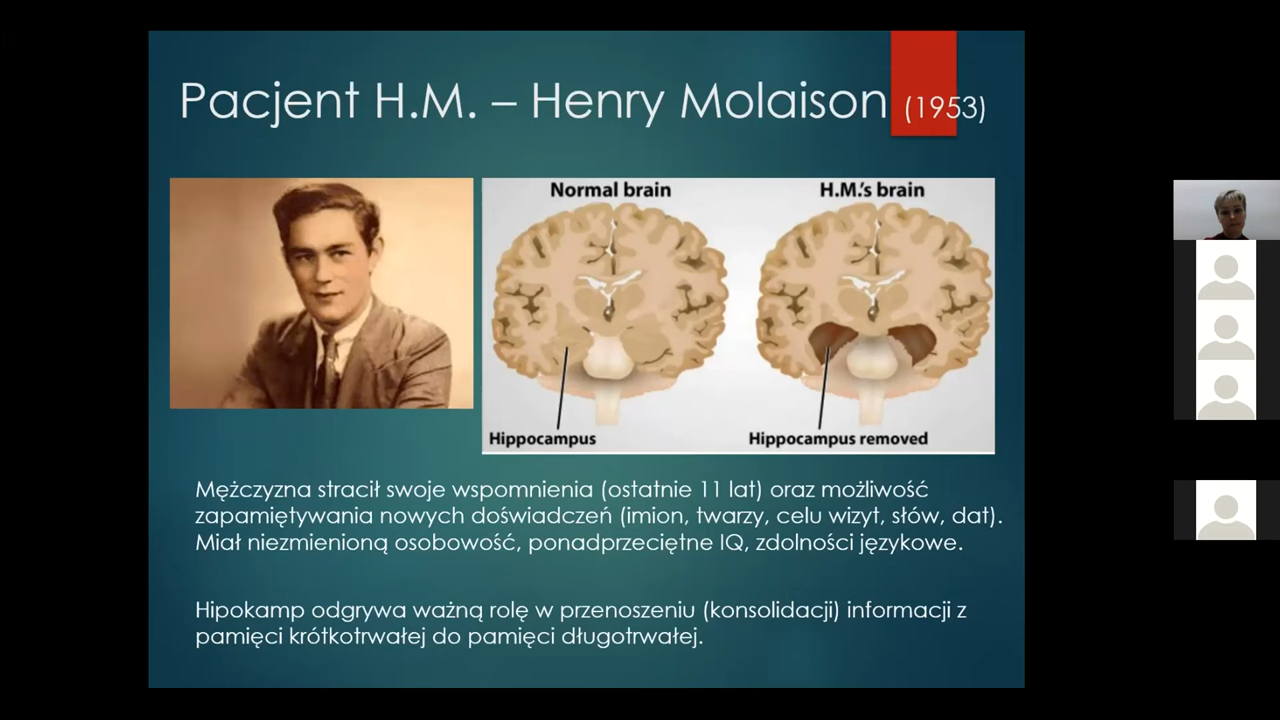 Pacjent H.M. – Henry Molaison (1953)
Normal brain
H.M.'s brain
Hippocampus
Hippocampus removed
Mężczyzna stracił swoje wspomnienia (ostatnie 11 lat) oraz możliwość
zapamiętywania nowych doświadczeń (imion, twarzy, celu wizyt, słów, dat).
Miał niezmienioną osobowość, ponadprzeciętne IQ, zdolności językowe.
Hipokamp odgrywa ważną rolę w przenoszeniu (konsolidacji) informacji z
pamięci krótkotrwałej do pamięci długotrwałej.